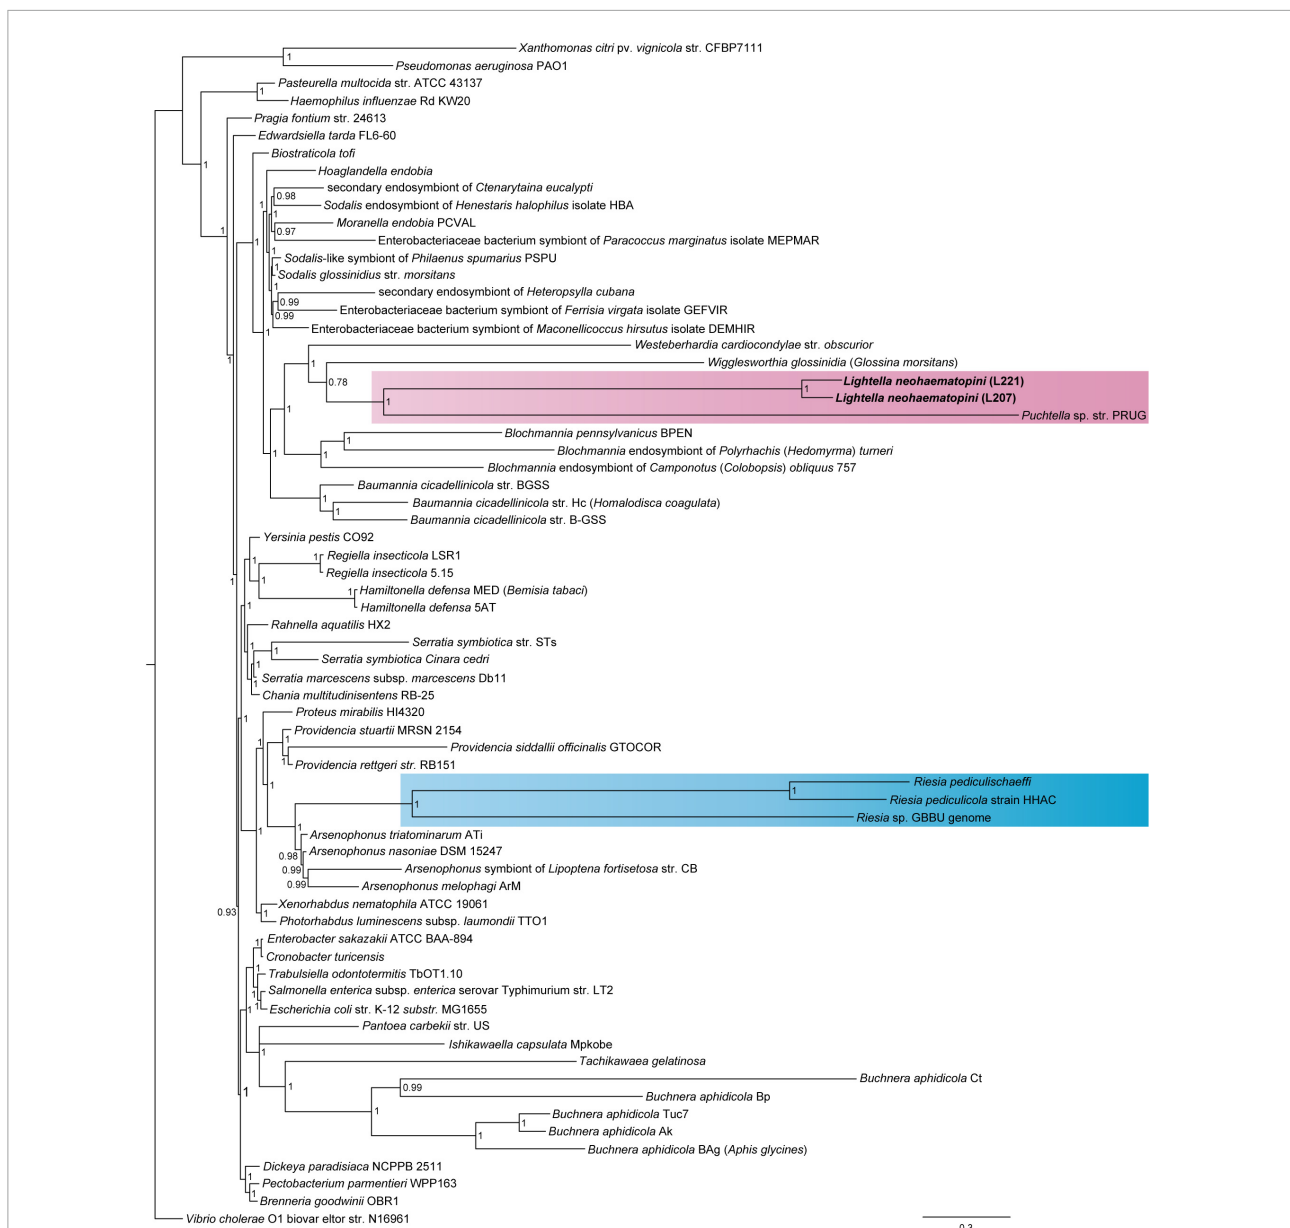 Xanthomonas citri pv. vignicola str. CFBP7111
1
Pseudomonas aeruginosa PAO1
Pasteurella multocida str. ATCC 43137
1
Haemophilus influenzae Rd KW20
Pragia fontium str. 24613
Edwardsiella tarda FL6-60
Biostraticola tofi
1
Hoaglandella endobia
secondary endosymbiont of Ctenarytaina eucalypti
0.98
1
Sodalis endosymbiont of Henestaris halophilus isolate HBA
1
Moranella endobia PCVAL
1
0.97
1
Enterobacteriaceae bacterium symbiont of Paracoccus marginatus isolate MEPMAR
1
Sodalis-like symbiont of Philaenus spumarius PSPU
1
Sodalis glossinidius str. morsitans
1
secondary endosymbiont of Heteropsylla cubana
0.99
Enterobacteriaceae bacterium symbiont of Ferrisia virgata isolate GEFVIR
0.99
Enterobacteriaceae bacterium symbiont of Maconellicoccus hirsutus isolate DEMHIR
1
Westeberhardia cardiocondylae str. obscurior
1
1
Wigglesworthia glossinidia (Glossina morsitans)
0.78
Lightella neohaematopini (L221)
1
Lightella neohaematopini (L207)
1
1
Puchtella sp. str. PRUG
Blochmannia pennsylvanicus BPEN
1
Blochmannia endosymbiont of Polyrhachis (Hedomyrma) turneri
1
1
Blochmannia endosymbiont of Camponotus (Colobopsis) obliquus 757
Baumannia cicadellinicola str. BGSS
1
Baumannia cicadellinicola str. Hc (Homalodisca coagulata)
1
Baumannia cicadellinicola str. B-GSS
Yersinia pestis CO92
Regiella insecticola LSR1
1
1
Regiella insecticola 5.15
1
1
Hamiltonella defensa MED (Bemisia tabaci)
1
Hamiltonella defensa 5AT
1
Rahnella aquatilis HX2
Serratia symbiotica str. STs
1
1
Serratia symbiotica Cinara cedri
1
Serratia marcescens subsp. marcescens Db11
1
Chania multitudinisentens RB-25
Proteus mirabilis HI4320
1
Providencia stuartii MRSN 2154
1
1
Providencia siddallii officinalis GTOCOR
1
Providencia rettgeri str. RB151
Riesia pediculischaeffi
1
1
Riesia pediculicola strain HHAC
1
Riesia sp. GBBU genome
1
Arsenophonus triatominarum ATi
Arsenophonus nasoniae DSM 15247
0.98
Arsenophonus symbiont of Lipoptena fortisetosa str. CB
0.99
0.99
Arsenophonus melophagi ArM
Xenorhabdus nematophila ATCC 19061
0.93
1
Photorhabdus luminescens subsp. laumondii TTO1
Enterobacter sakazakii ATCC BAA-894
1
Cronobacter turicensis
1
Trabulsiella odontotermitis TbOT1.10
Salmonella enterica subsp. enterica serovar Typhimurium str. LT2
1
1
1
Escherichia coli str. K-12 substr. MG1655
Pantoea carbekii str. US
Ishikawaella capsulata Mpkobe
1
Tachikawaea gelatinosa
Buchnera aphidicola Ct
1
0.99
1
Buchnera aphidicola Bp
1
Buchnera aphidicola Tuc7
1
Buchnera aphidicola Ak
1
Buchnera aphidicola BAg (Aphis glycines)
Dickeya paradisiaca NCPPB 2511
1
Pectobacterium parmentieri WPP163
1
Brenneria goodwinii OBR1
Vibrio cholerae O1 biovar eltor str. N16961
0.3